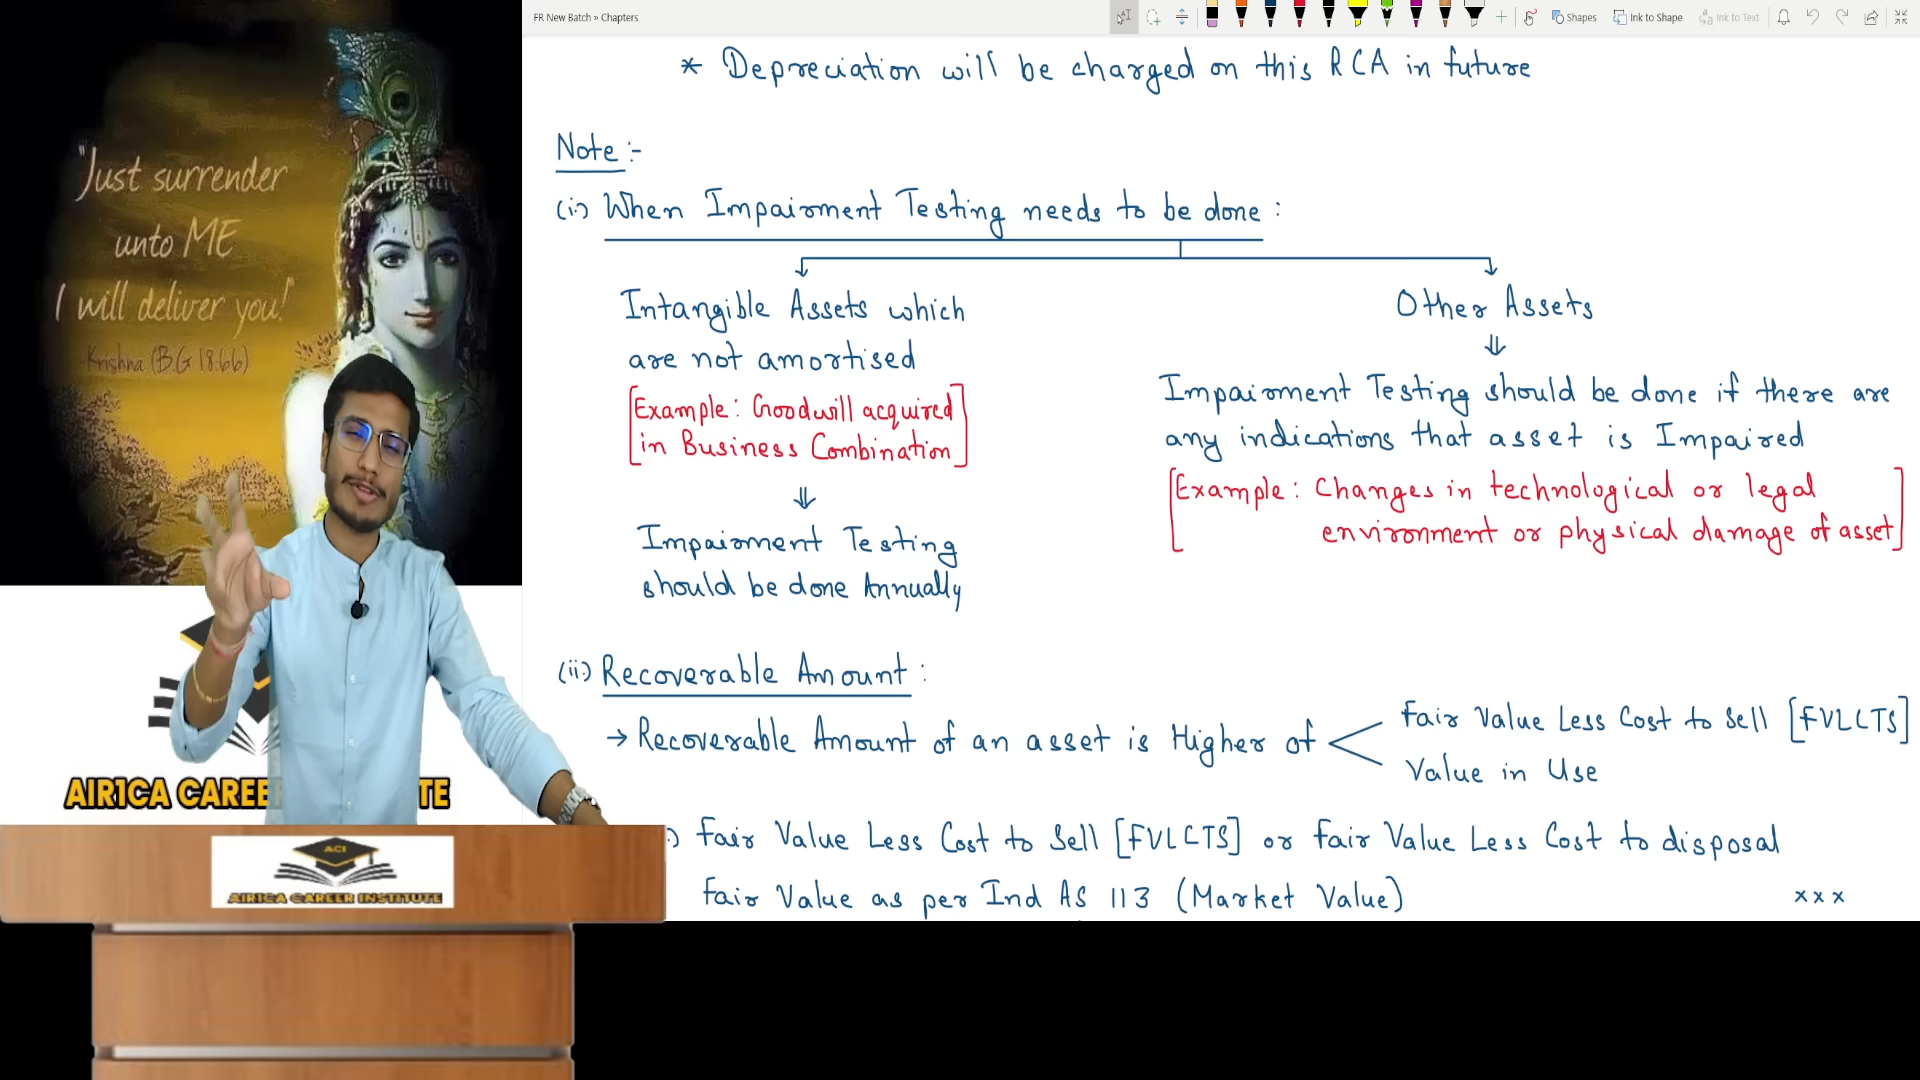 FR New Batch » Chapters
Shapes
Ink to Shape
Ink to Text
"Just surrender
unto ME
I will deliver you!"
Krishna (B.G 18.66)
* Depreciation will be charged on this RCA in future
Note :-
(i) When Impairment Testing needs to be done :
Intangible Assets which
are not amortised
[Example : Goodwill acquired
in Business Combination]
Impairment Testing
should be done Annually
Other Assets
Impairment Testing should be done if there are
any indications that asset is Impaired
[Example : Changes in technological or legal
environment or physical damage of asset]
(ii) Recoverable Amount :
→ Recoverable Amount of an asset is Higher of
Fair Value Less Cost to Sell [FVLCTS]
Value in Use
) Fair Value Less Cost to Sell [FVLCTS] or Fair Value Less Cost to disposal
Fair Value as per Ind AS 113 (Market Value) xxx
AIR1CA CAREE TE
ACI
AIR1CA CAREER INSTITUTE